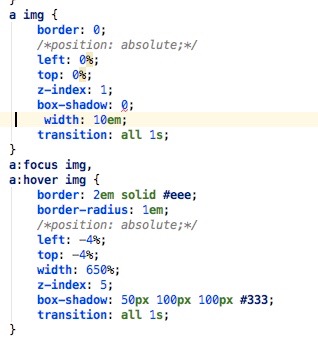 }
a img {
    border: 0;
    /*position: absolute;*/
    left: 0%;
    top: 0%;
    z-index: 1;
    box-shadow: 0;
     width: 10em;
    transition: all 1s;
}
a:focus img,
a:hover img {
    border: 2em solid #eee;
    border-radius: 1em;
    /*position: absolute;*/
    left: -4%;
    top: -4%;
    width: 650%;
    z-index: 5;
    box-shadow: 50px 100px 100px #333;
    transition: all 1s;
}